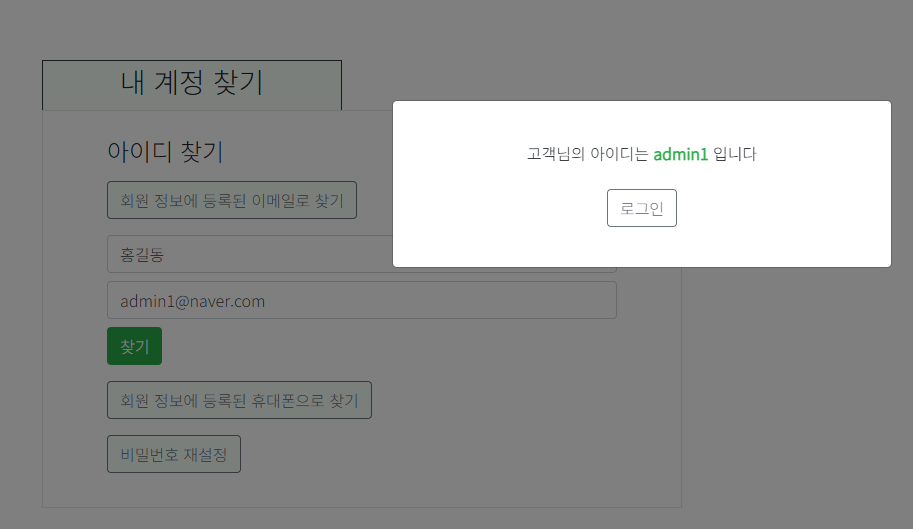 내 계정 찾기
고객님의 아이디는 admin1 입니다
로그인
아이디 찾기
회원 정보에 등록된 이메일로 찾기
홍길동
admin1@naver.com
찾기
회원 정보에 등록된 휴대폰으로 찾기
비밀번호 재설정